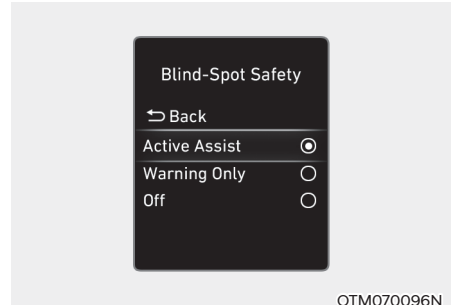 Blind-Spot Safety
Back
Active Assist
Warning Only
Off
OTM070096N